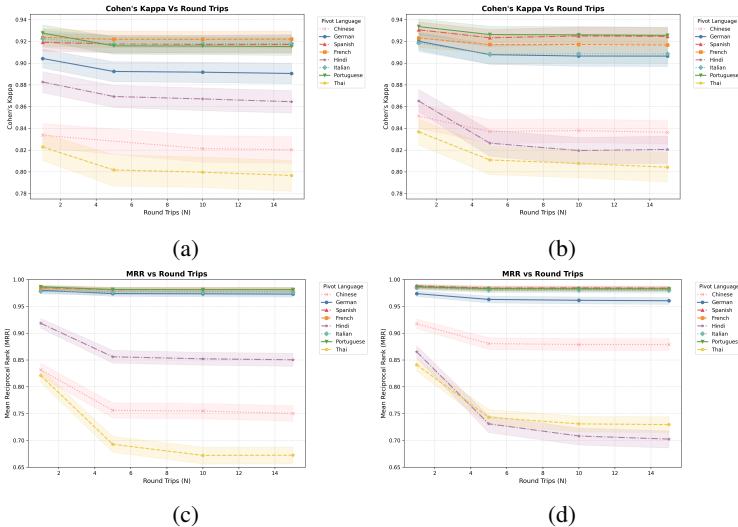 Cohen's Kappa Vs Round Trips
Cohen's Kappa
0.94
0.92
0.90
0.88
0.86
0.84
0.82
0.80
0.78
2
4
6
8
10
12
14
Round Trips (N)
Pivot Language
Chinese
German
Spanish
French
Hindi
Italian
Portuguese
Thai
(a)
Cohen's Kappa Vs Round Trips
Cohen's Kappa
0.94
0.92
0.90
0.88
0.86
0.84
0.82
0.80
0.78
2
4
6
8
10
12
14
Round Trips (N)
Pivot Language
Chinese
German
Spanish
French
Hindi
Italian
Portuguese
Thai
(b)
MRR vs Round Trips
Mean Reciprocal Rank (MRR)
1.00
0.95
0.90
0.85
0.80
0.75
0.70
0.65
2
4
6
8
10
12
14
Round Trips (N)
Pivot Language
Chinese
German
Spanish
French
Hindi
Italian
Portuguese
Thai
(c)
MRR vs Round Trips
Mean Reciprocal Rank (MRR)
1.00
0.95
0.90
0.85
0.80
0.75
0.70
0.65
2
4
6
8
10
12
14
Round Trips (N)
Pivot Language
Chinese
German
Spanish
French
Hindi
Italian
Portuguese
Thai
(d)